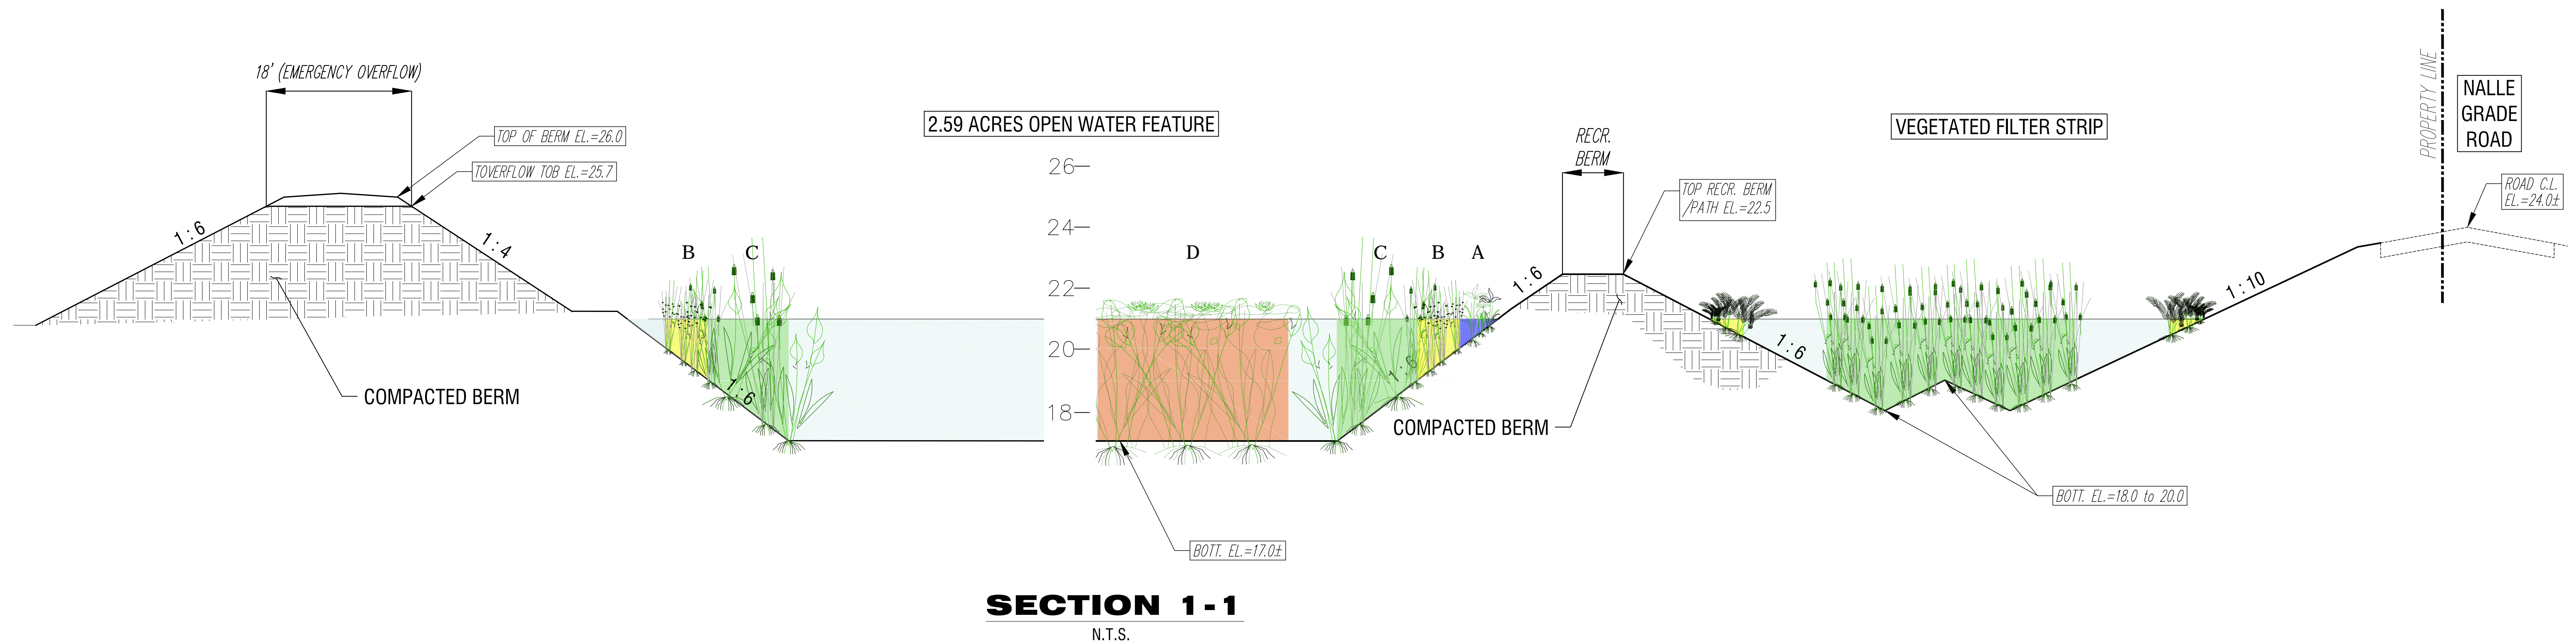 18' (EMERGENCY OVERFLOW)
TOP OF BERM EL.=26.0
TOVERFLOW TOB EL.=25.7
1:6
1:4
COMPACTED BERM
B
C
1:6
2.59 ACRES OPEN WATER FEATURE
26
24
22
20
18
D
C
B
A
1:6
1:6
BOTT. EL.=17.0±
RECR.
BERM
TOP RECR. BERM
/PATH EL.=22.5
COMPACTED BERM
1:6
VEGETATED FILTER STRIP
1:10
BOTT. EL.=18.0 to 20.0
PROPERTY LINE
NALLE
GRADE
ROAD
ROAD C.L.
EL.=24.0±
SECTION 1-1
N.T.S.